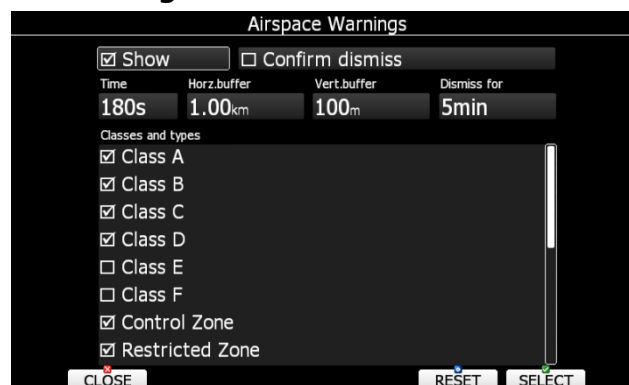 Airspace Warnings
Show Confirm dismiss
Time Horz.buffer Vert.buffer Dismiss for
180s 1.00km 100m 5min
Classes and types
Class A
Class B
Class C
Class D
Class E
Class F
Control Zone
Restricted Zone
CLOSE RESET SELECT